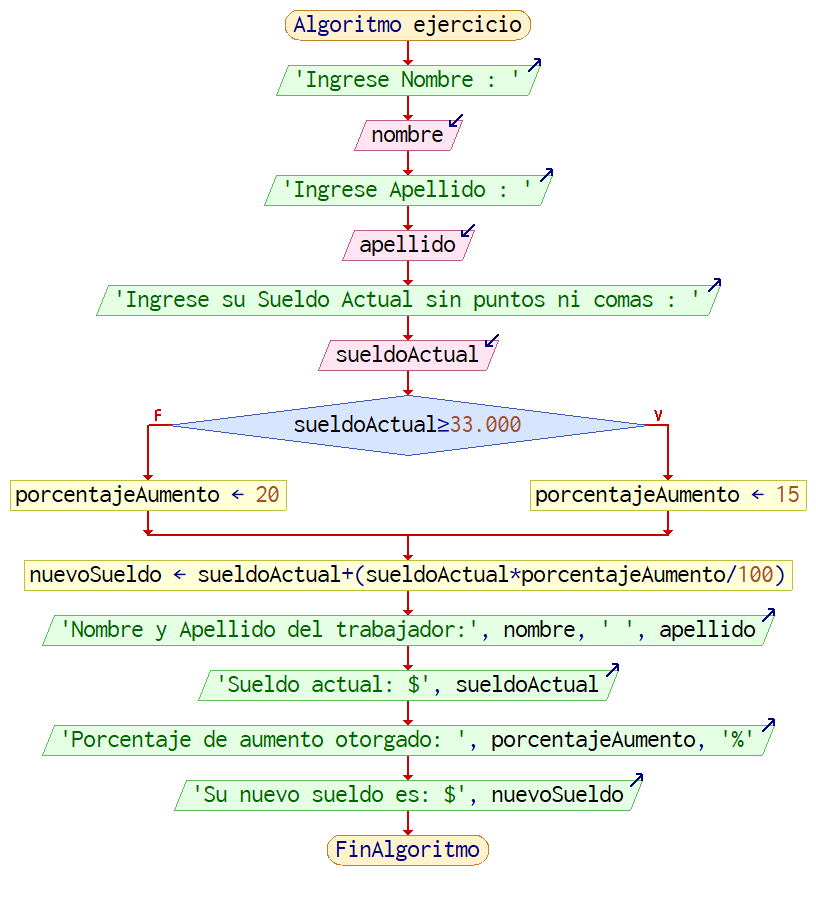 Algoritmo ejercicio
'Ingrese Nombre : '
nombre
'Ingrese Apellido : '
apellido
'Ingrese su Sueldo Actual sin puntos ni comas : '
sueldoActual
F
V
sueldoActual≥33.000
porcentajeAumento ← 20
porcentajeAumento ← 15
nuevoSueldo ← sueldoActual+(sueldoActual*porcentajeAumento/100)
'Nombre y Apellido del trabajador:', nombre, ' ', apellido
'Sueldo actual: $', sueldoActual
'Porcentaje de aumento otorgado: ', porcentajeAumento, '%'
'Su nuevo sueldo es: $', nuevoSueldo
FinAlgoritmo